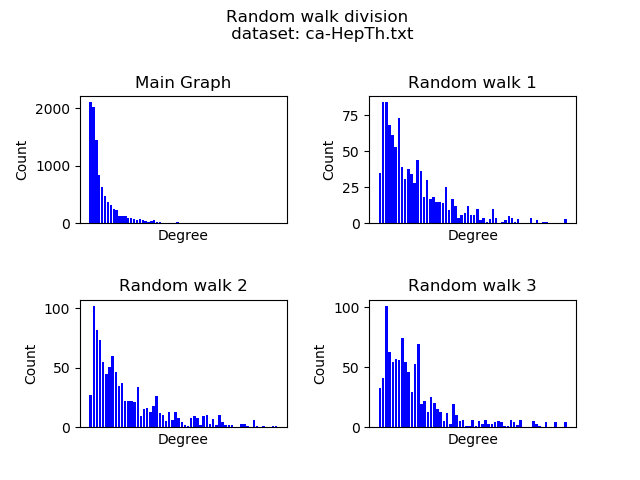 Random walk division
dataset: ca-HepTh.txt
Main Graph
2000
1000
0
Count
Degree
Random walk 1
75
50
25
0
Count
Degree
Random walk 2
100
50
0
Count
Degree
Random walk 3
100
50
0
Count
Degree